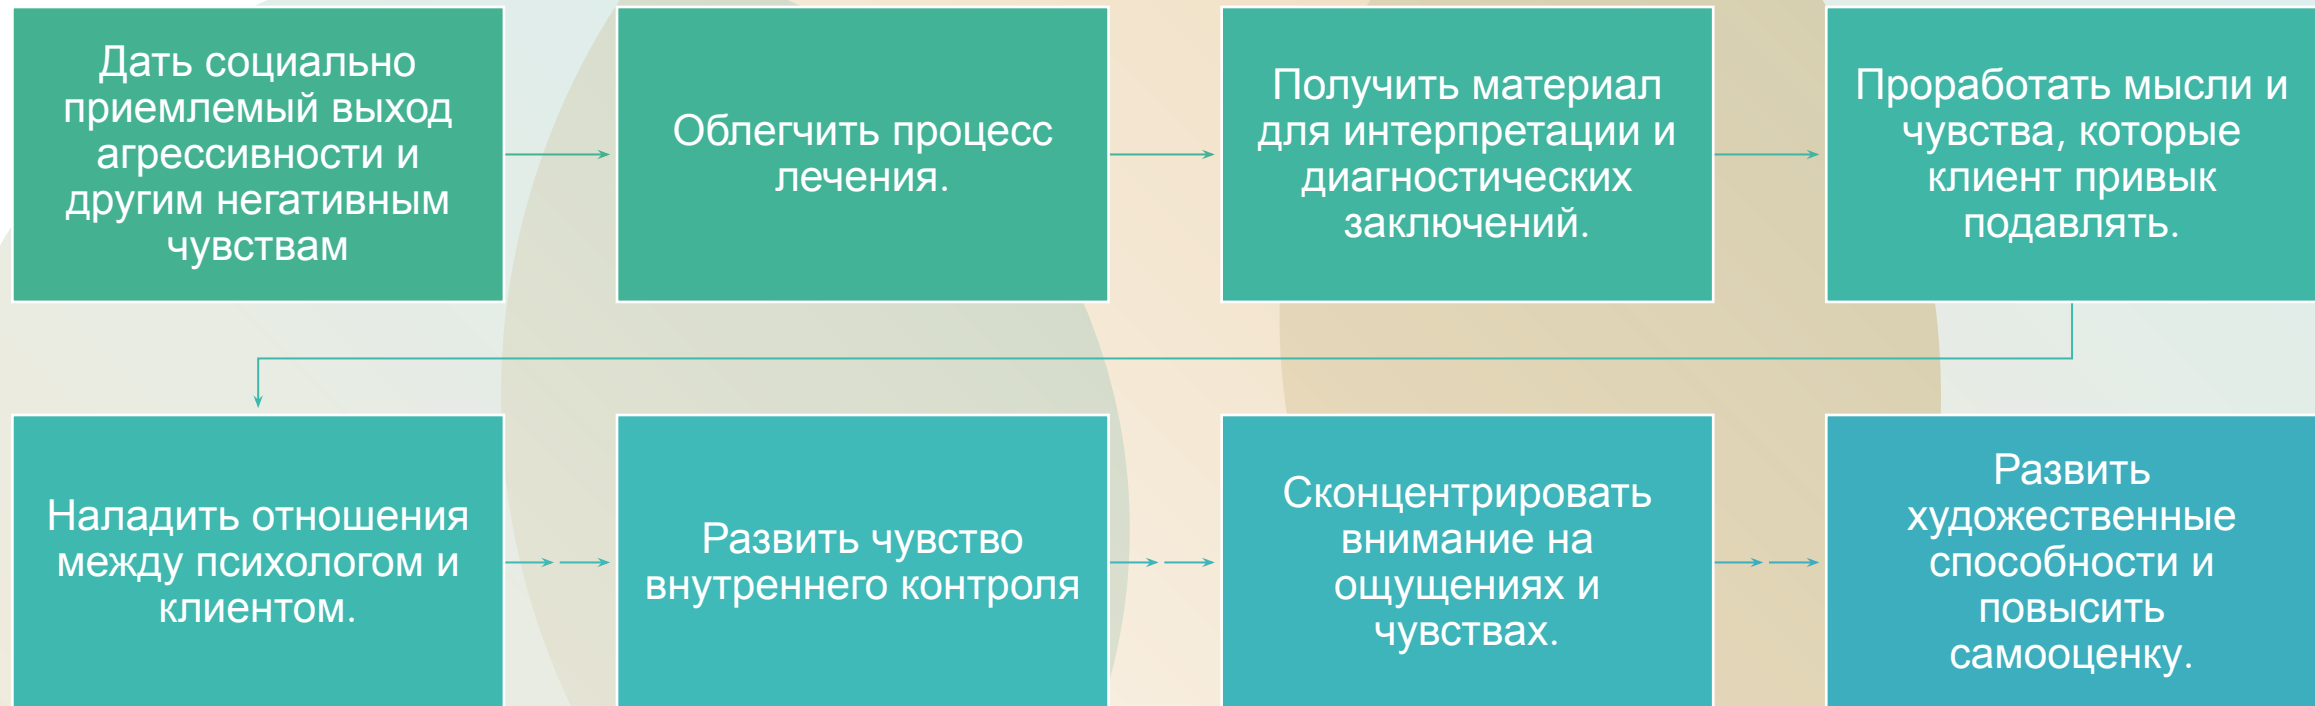 Дать социально
приемлемый выход
агрессивности и
другим негативным
чувствам
Облегчить процесс
лечения.
Получить материал
для интерпретации и
диагностических
заключений.
Проработать мысли и
чувства, которые
клиент привык
подавлять.
Наладить отношения
между психологом и
клиентом.
Развить чувство
внутреннего контроля
Сконцентрировать
внимание на
ощущениях и
чувствах.
Развить
художественные
способности и
повысить
самооценку.